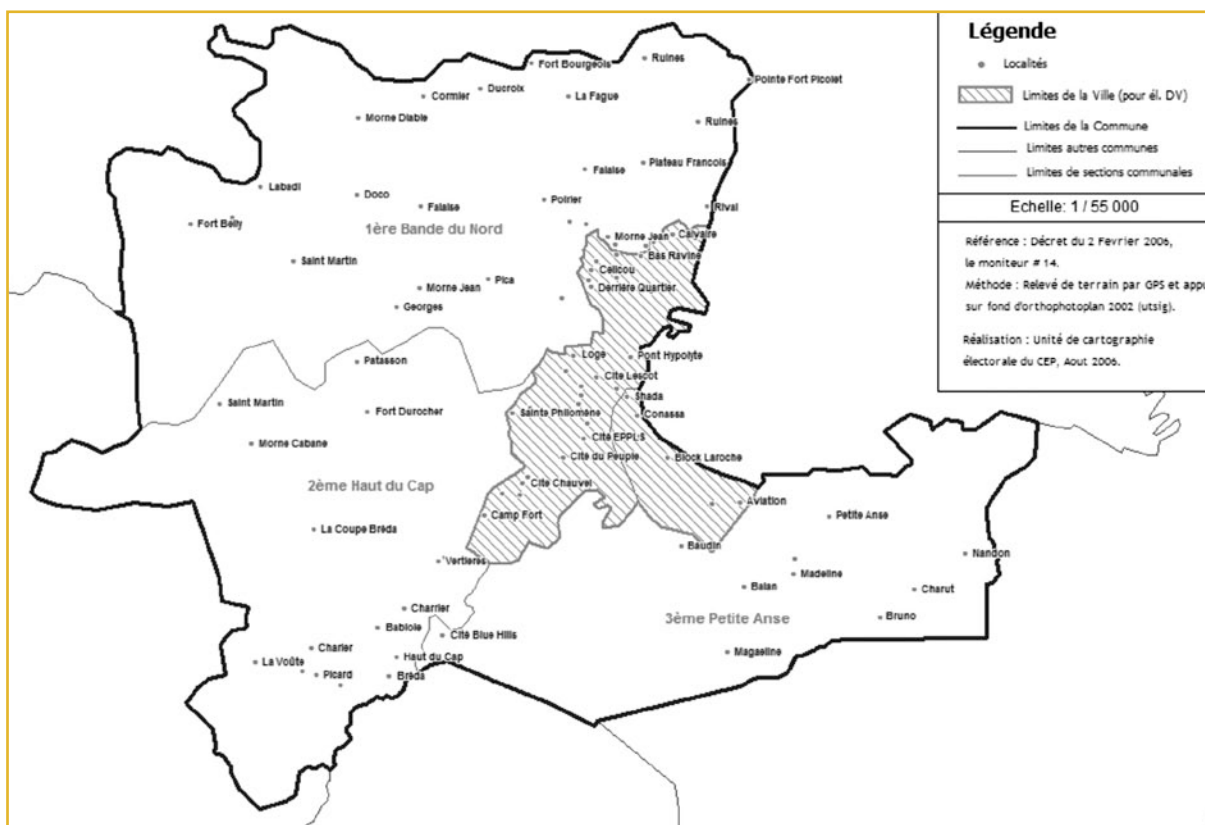 Légende
Localités
Limites de la Ville (pour él. DV)
Limites de la Commune
Limites autres communes
Limites de sections communales
Echelle: 1 / 55 000
Référence : Décret du 2 Fevrier 2006,
le moniteur # 14.
Méthode : Relevé de terrain par GPS et appu
sur fond d'orthophotoplan 2002 (utsig).
Réalisation : Unité de cartographie
électorale du CEP, Aout 2006.
Fort Bourgeois
Ruines
Pointe Fort Picolet
Ducroix
Cormier
La Fague
Morne Diable
Ruines
Plateau Francois
Falaise
Labadi
Doco
Poirier
Falaise
Rival
Fort Belly
1ère Bande du Nord
Morne Jean
Calvaire
Bas Ravine
Saint Martin
Celicou
Pica
Morne Jean
Derrière Quartier
Georges
Patasson
Loge
Pont Hypolyte
Cité Lescot
Saint Martin
Fort Durocher
Shada
Sainte Philomène
Conassa
Morne Cabane
Cité EPPLS
Cité du Peuple
Block Laroche
2ème Haut du Cap
Cité Chauvel
Aviation
Camp Fort
Petite Anse
La Coupe Bréda
Baudin
Nandon
Vertieres
Madeline
Balan
Charut
Charrier
3ème Petite Anse
Bruno
Babiole
Cité Blue Hills
Charier
Haut du Cap
Magaeline
La Voûte
Picard
Bréda